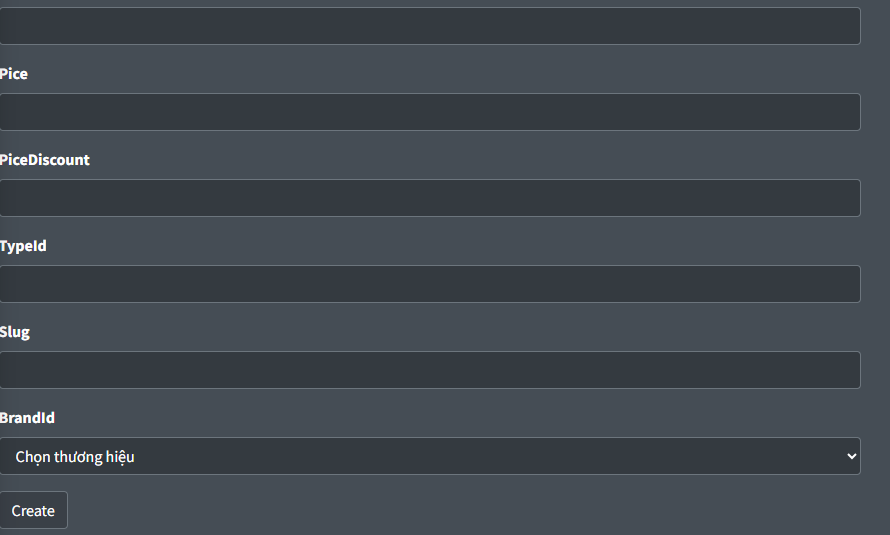 Pice
PiceDiscount
TypeId
Slug
BrandId
Chọn thương hiệu
Create